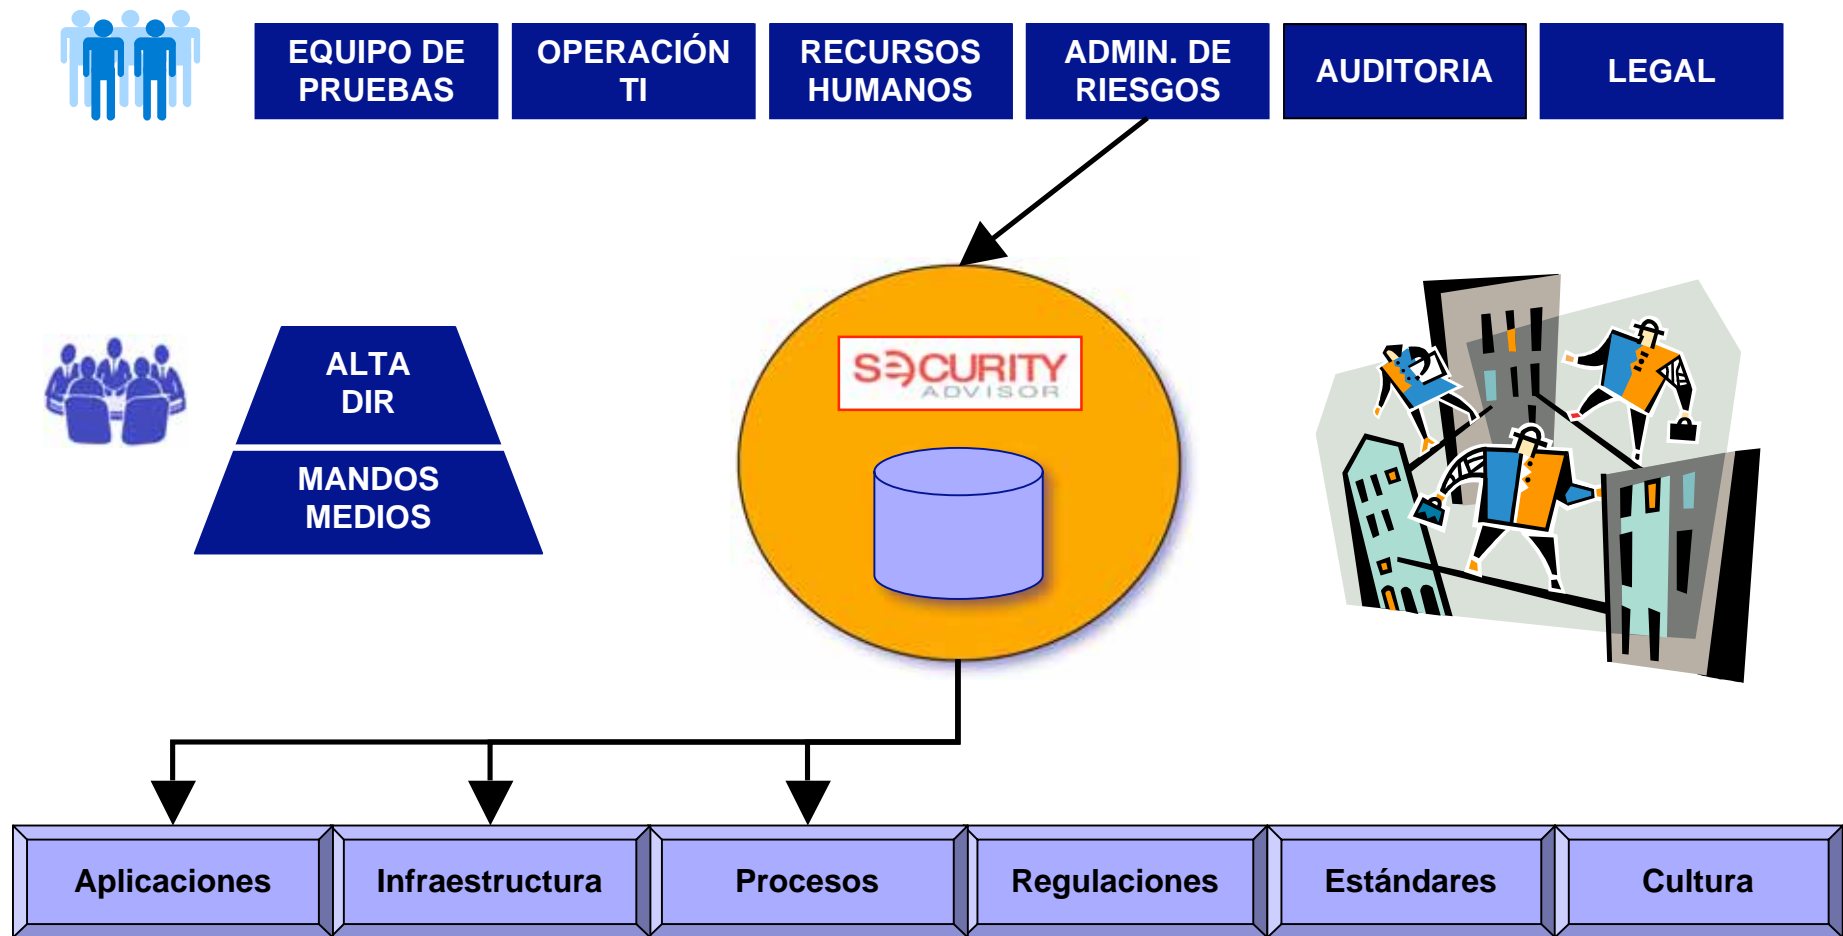 EQUIPO DE
PRUEBAS
OPERACIÓN
TI
RECURSOS
HUMANOS
ADMIN. DE
RIESGOS
AUDITORIA
LEGAL
ALTA
DIR
MANDOS
MEDIOS
SECURITY
ADVISOR
Aplicaciones
Infraestructura
Procesos
Regulaciones
Estándares
Cultura